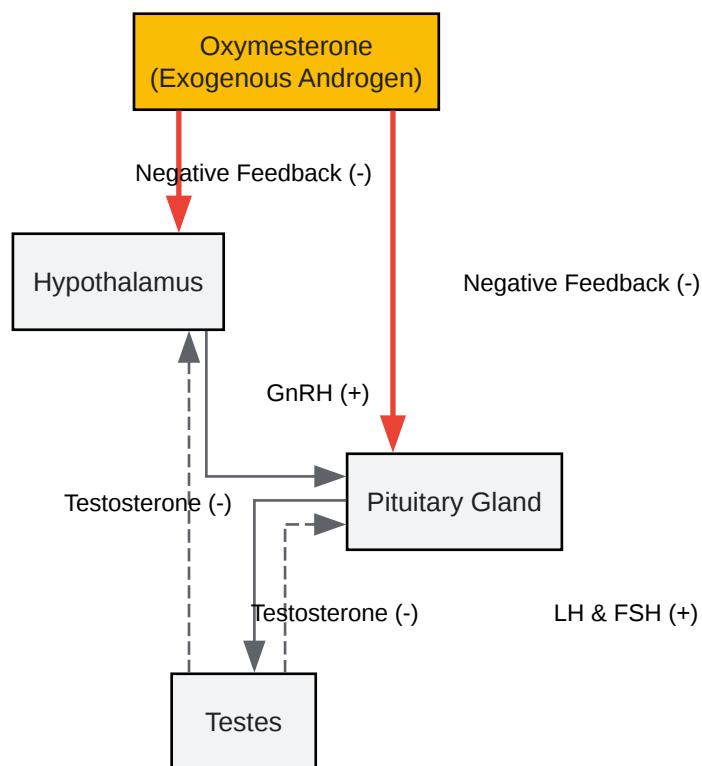 Oxymesterone
(Exogenous Androgen)
Negative Feedback (-)
Hypothalamus
Negative Feedback (-)
GnRH (+)
Testosterone (-)
Pituitary Gland
Testosterone (-)
LH & FSH (+)
Testes